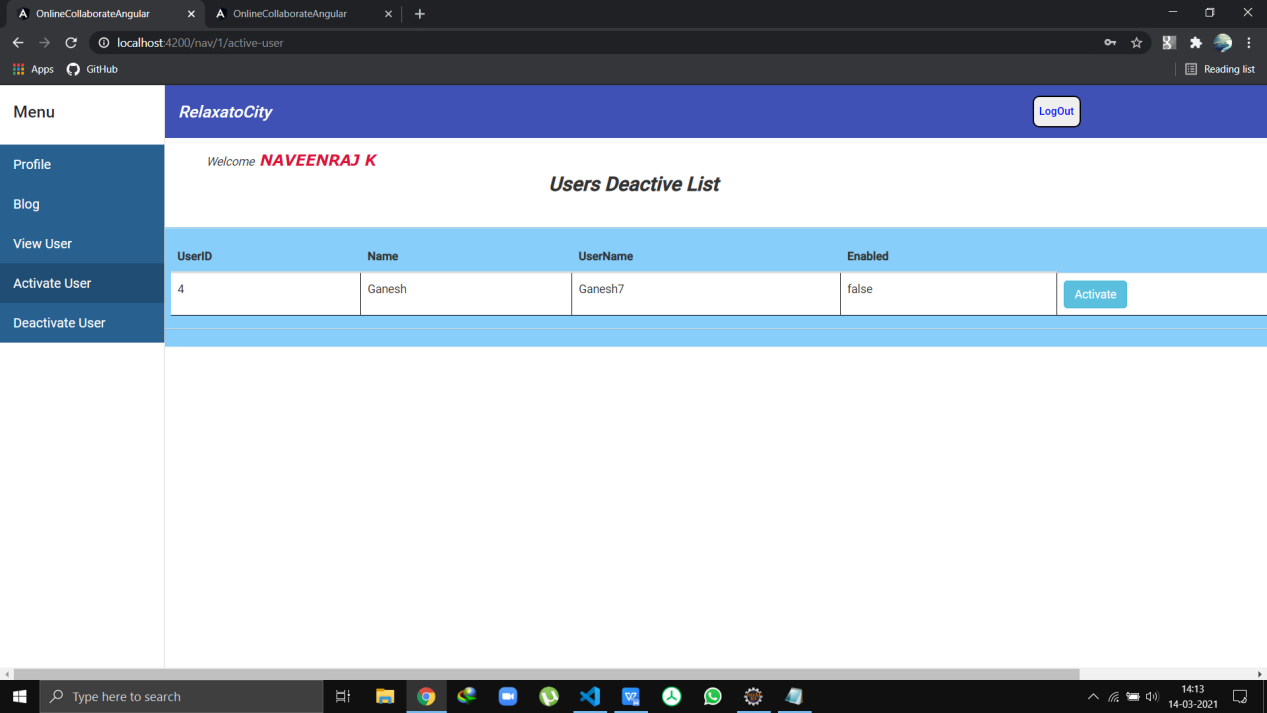 OnlineCollaborateAngular
OnlineCollaborateAngular
localhost:4200/nav/1/active-user
Apps
GitHub
Reading list
Menu
RelaxatoCity
LogOut
Profile
Blog
View User
Activate User
Deactivate User
Welcome NAVEENRAJ K
Users Deactive List
UserID Name UserName Enabled
4 Ganesh Ganesh7 false Activate
Type here to search
14:13
14-03-2021